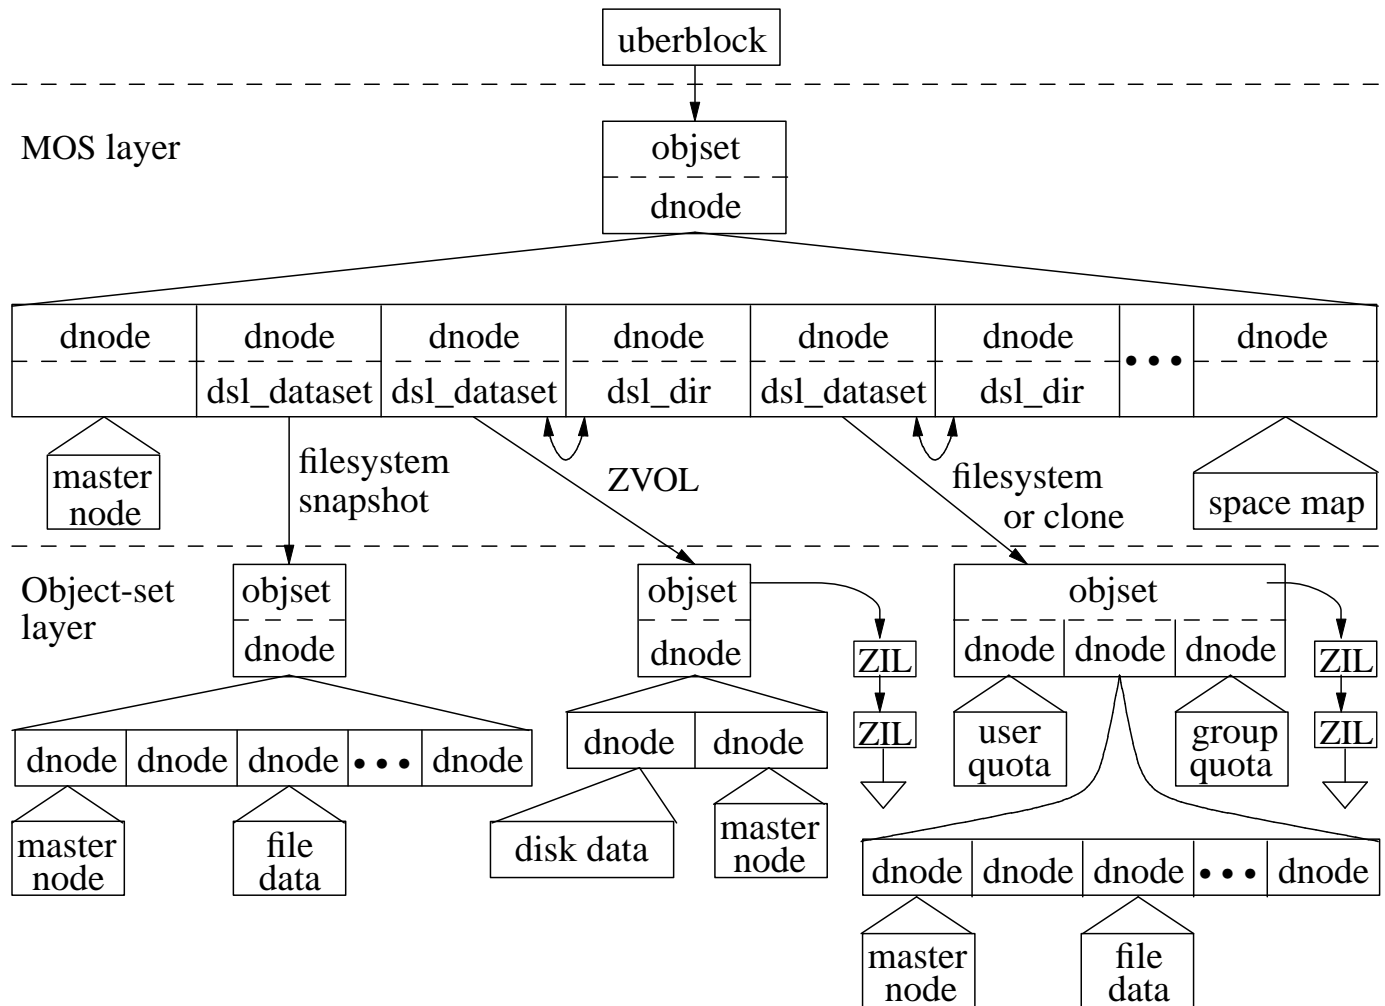 uberblock
MOS layer
objset
dnode
dnode dnode dnode dnode dnode dnode dnode
dsl_dataset dsl_dataset dsl_dir dsl_dataset dsl_dir
master
node
filesystem
snapshot
ZVOL
filesystem
or clone
space map
Object-set
layer
objset
dnode
dnode dnode dnode dnode
master
node
file
data
objset
dnode
ZIL
ZIL
dnode dnode
disk data
master
node
objset
dnode dnode dnode
ZIL
ZIL
user
quota
group
quota
dnode dnode dnode dnode
master
node
file
data